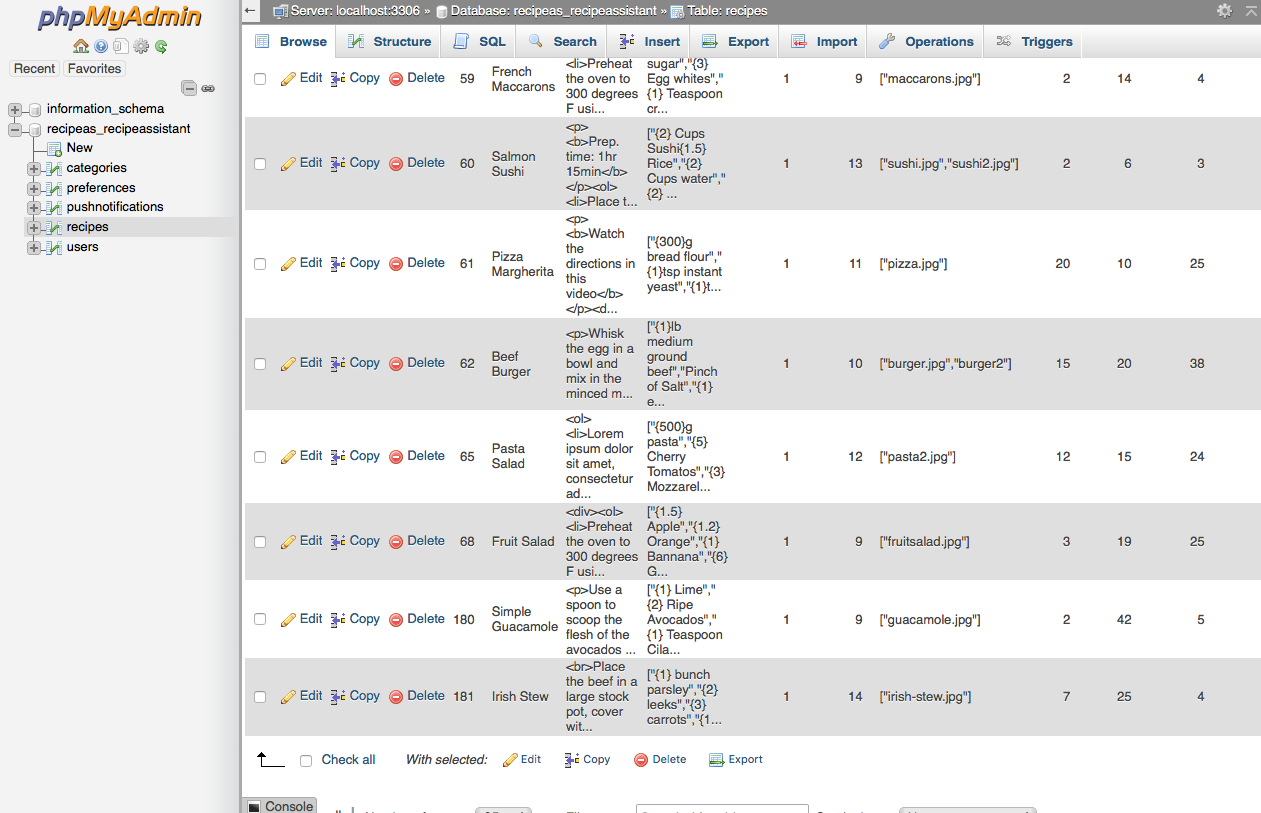 phpMyAdmin
Recent Favorites
information_schema
recipeas_recipeassistant
New
categories
preferences
pushnotifications
recipes
users
Server: localhost:3306 » Database: recipeas_recipeassistant » Table: recipes
Browse Structure SQL Search Insert Export Import Operations Triggers
Edit Copy Delete 59 French Maccarons <li>Preheat the oven to 300 degrees F usi... sugar","{3} Egg whites","{1} Teaspoon cr... 1 9 ["maccarons.jpg"] 2 14 4
Edit Copy Delete 60 Salmon Sushi <p><b>Prep. time: 1hr 15min</b></p><ol><li>Place t... ["{2} Cups Sushi{1.5} Rice","{2} Cups water","{2} ... 1 13 ["sushi.jpg","sushi2.jpg"] 2 6 3
Edit Copy Delete 61 Pizza Margherita <p><b>Watch the directions in this video</b></p><d... ["{300}g bread flour","{1}tsp instant yeast","{1}t... 1 11 ["pizza.jpg"] 20 10 25
Edit Copy Delete 62 Beef Burger <p>Whisk the egg in a bowl and mix in the minced m... ["{1}lb medium ground beef","Pinch of Salt","{1} e... 1 10 ["burger.jpg","burger2"] 15 20 38
Edit Copy Delete 65 Pasta Salad <ol><li>Lorem ipsum dolor sit amet, consectetur ad... ["{500}g pasta","{5} Cherry Tomatos","{3} Mozzarel... 1 12 ["pasta2.jpg"] 12 15 24
Edit Copy Delete 68 Fruit Salad <div><ol><li>Preheat the oven to 300 degrees F usi... ["{1.5} Apple","{1.2} Orange","{1} Bannana","{6} G... 1 9 ["fruitsalad.jpg"] 3 19 25
Edit Copy Delete 180 Simple Guacamole <p>Use a spoon to scoop the flesh of the avocados ... ["{1} Lime","{2} Ripe Avocados","{1} Teaspoon Cila... 1 9 ["guacamole.jpg"] 2 42 5
Edit Copy Delete 181 Irish Stew <br>Place the beef in a large stock pot, cover wit... ["{1} bunch parsley","{2} leeks","{3} carrots","{1... 1 14 ["irish-stew.jpg"] 7 25 4
Check all With selected: Edit Copy Delete Export
Console